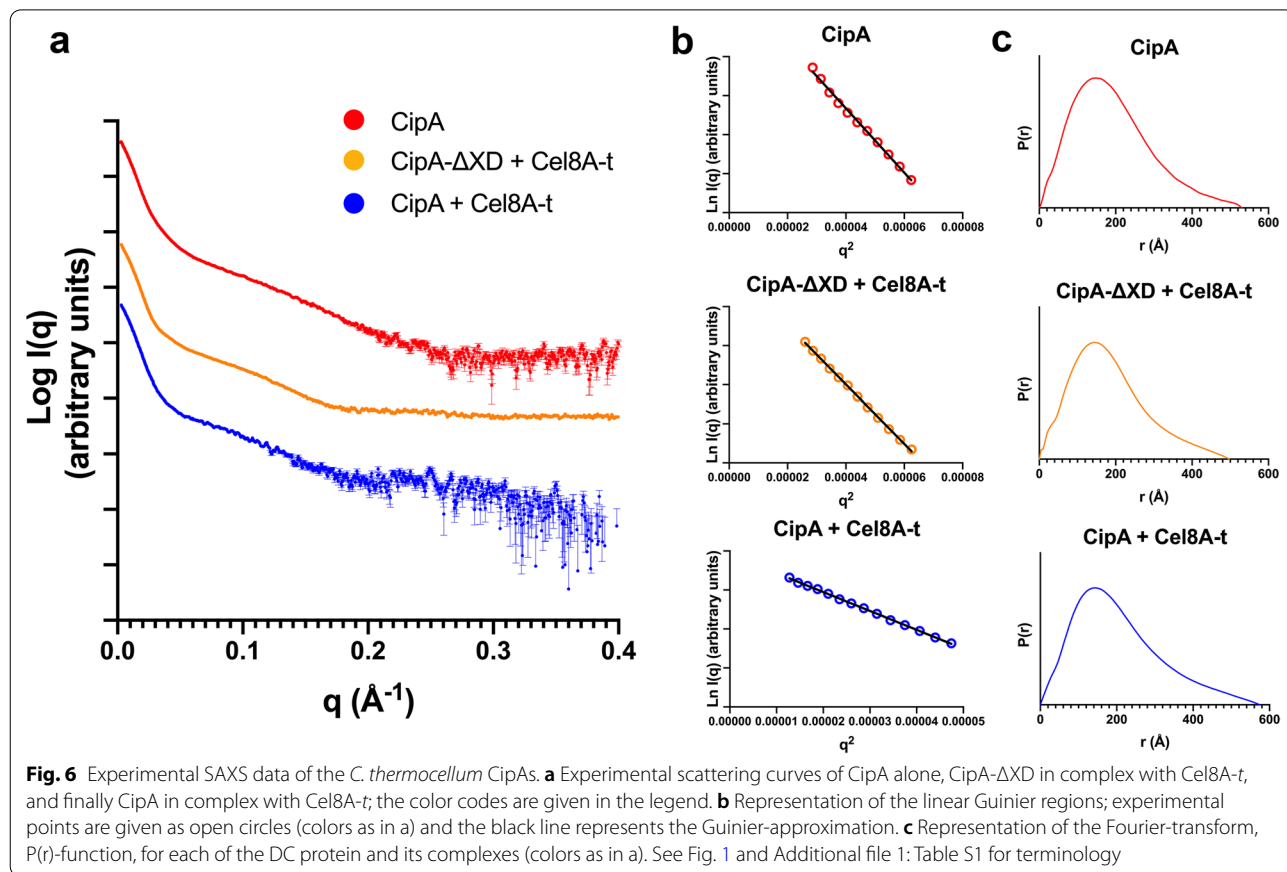 a
CipA
CipA-ΔXD + Cel8A-t
CipA + Cel8A-t
Log I(q)
(arbitrary units)
0.0 0.1 0.2 0.3 0.4
q (Å-1)
b
CipA
Ln I(q) (arbitrary units)
0.00000 0.00002 0.00004 0.00006 0.00008
q2
CipA-ΔXD + Cel8A-t
Ln I(q) (arbitrary units)
0.00000 0.00002 0.00004 0.00006 0.00008
q2
CipA + Cel8A-t
Ln I(q) (arbitrary units)
0.00000 0.00001 0.00002 0.00003 0.00004 0.00005
q2
c
CipA
P(r)
0 200 400 600
r (Å)
CipA-ΔXD + Cel8A-t
P(r)
0 200 400 600
r (Å)
CipA + Cel8A-t
P(r)
0 200 400 600
r (Å)
Fig. 6 Experimental SAXS data of the C. thermocellum CipAs. a Experimental scattering curves of CipA alone, CipA-ΔXD in complex with Cel8A-t,
and finally CipA in complex with Cel8A-t; the color codes are given in the legend. b Representation of the linear Guinier regions; experimental
points are given as open circles (colors as in a) and the black line represents the Guinier-approximation. c Representation of the Fourier-transform,
P(r)-function, for each of the DC protein and its complexes (colors as in a). See Fig. 1 and Additional file 1: Table S1 for terminology